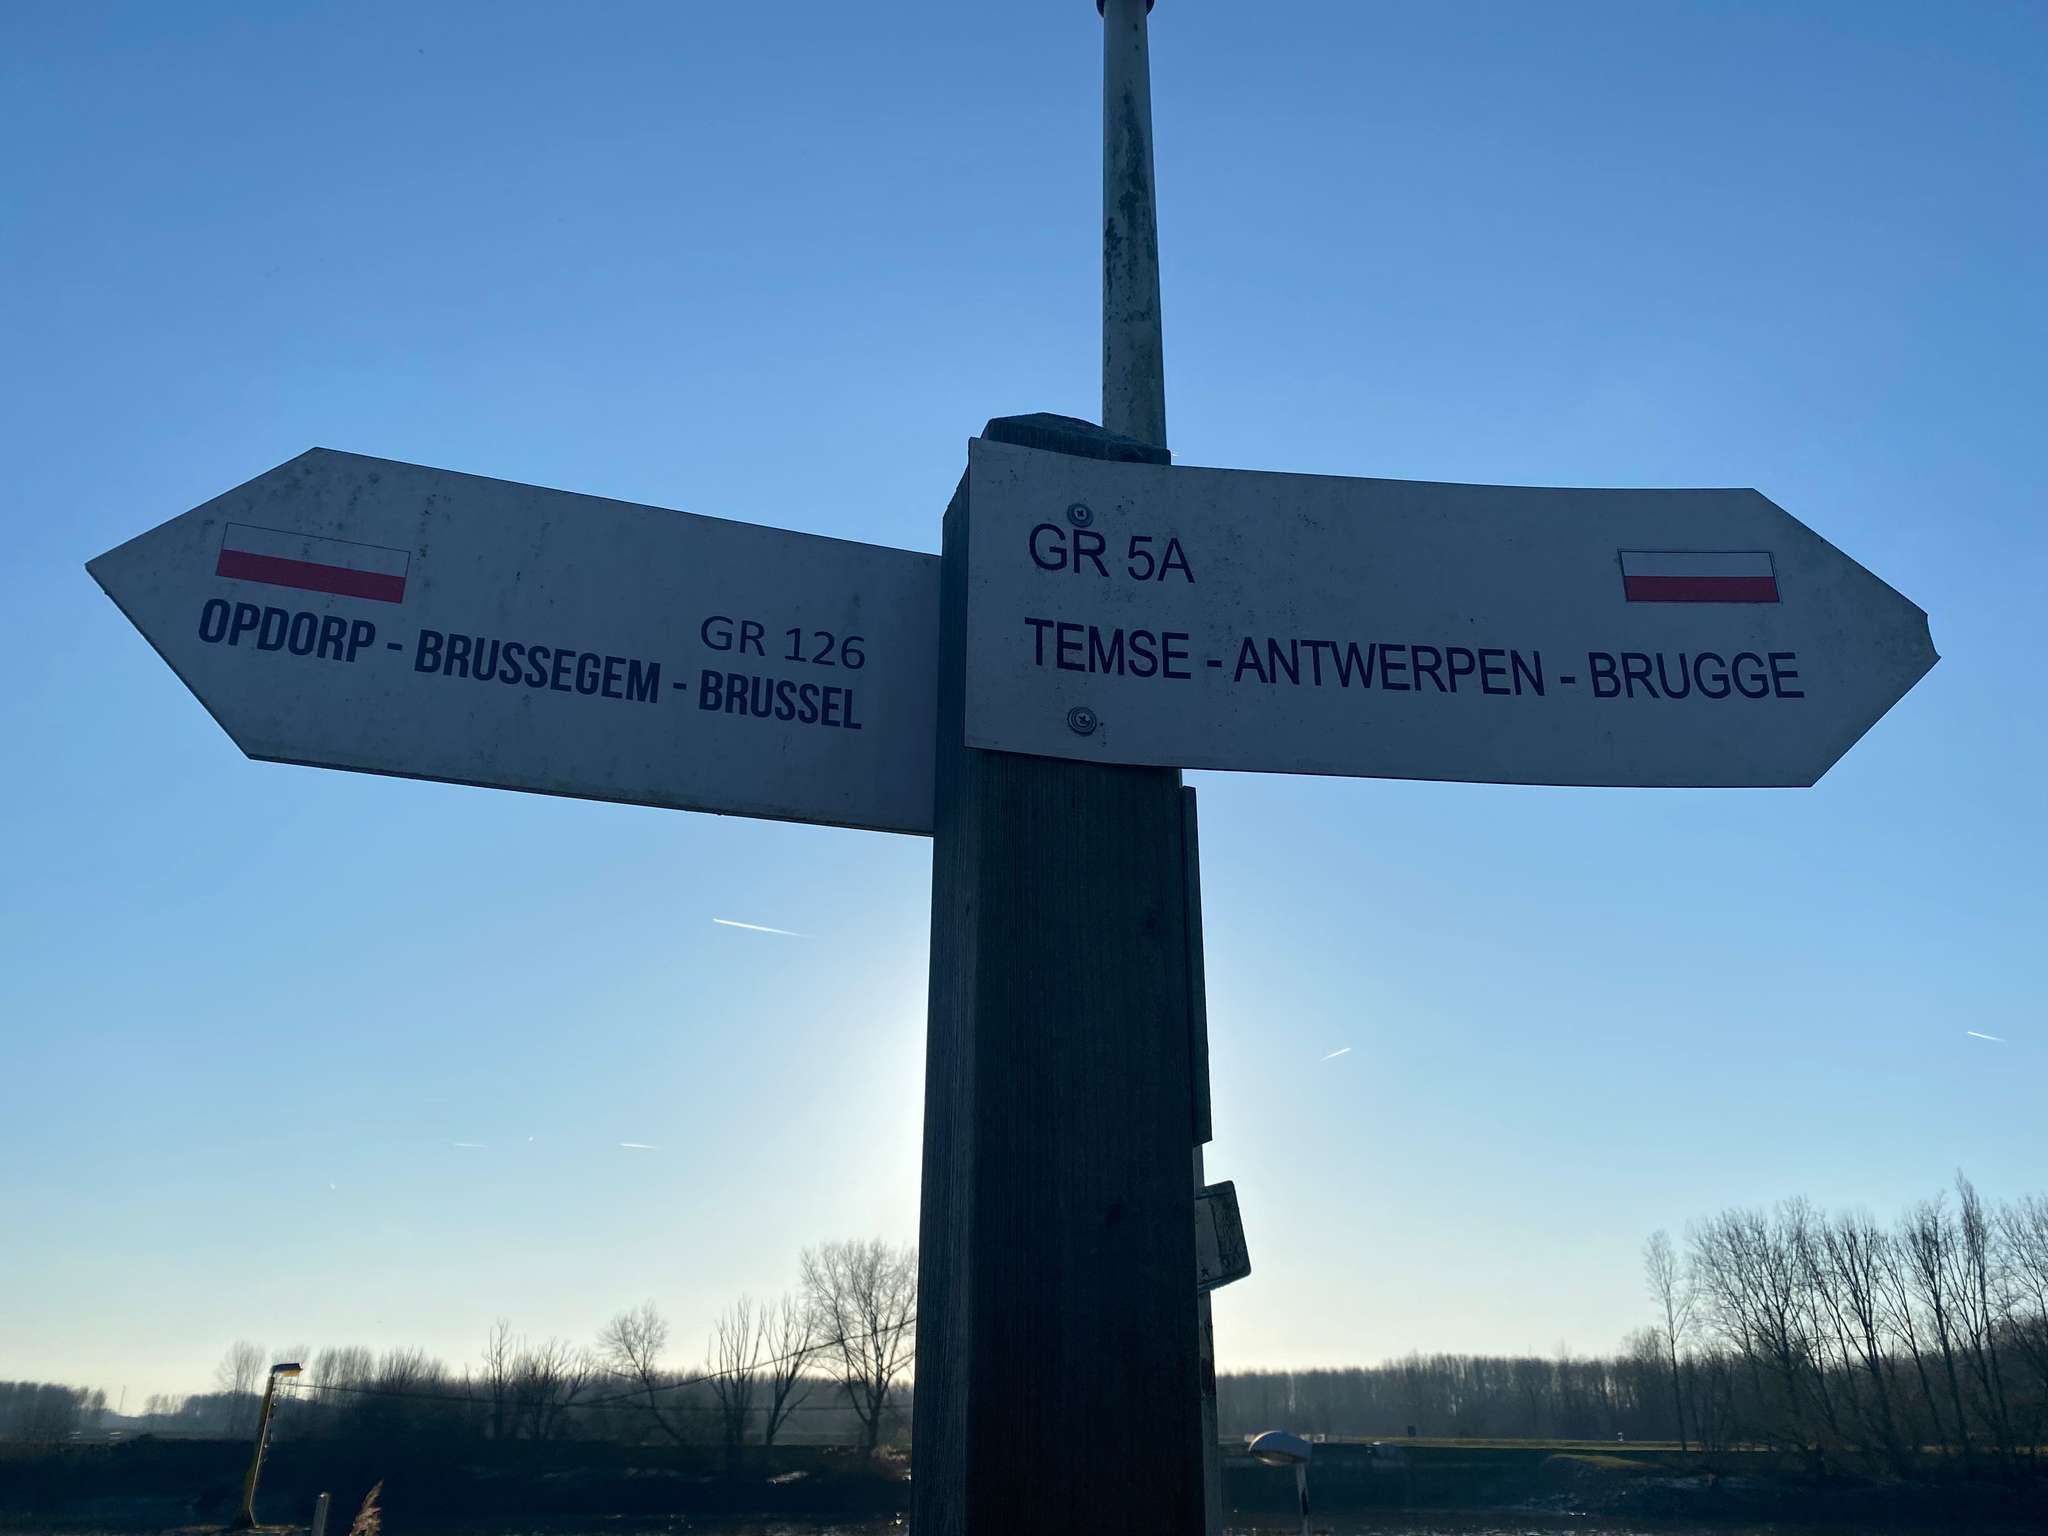 GR 126
OPDORP - BRUSSEGEM - BRUSSEL
GR 5A
TEMSE - ANTWERPEN - BRUGGE